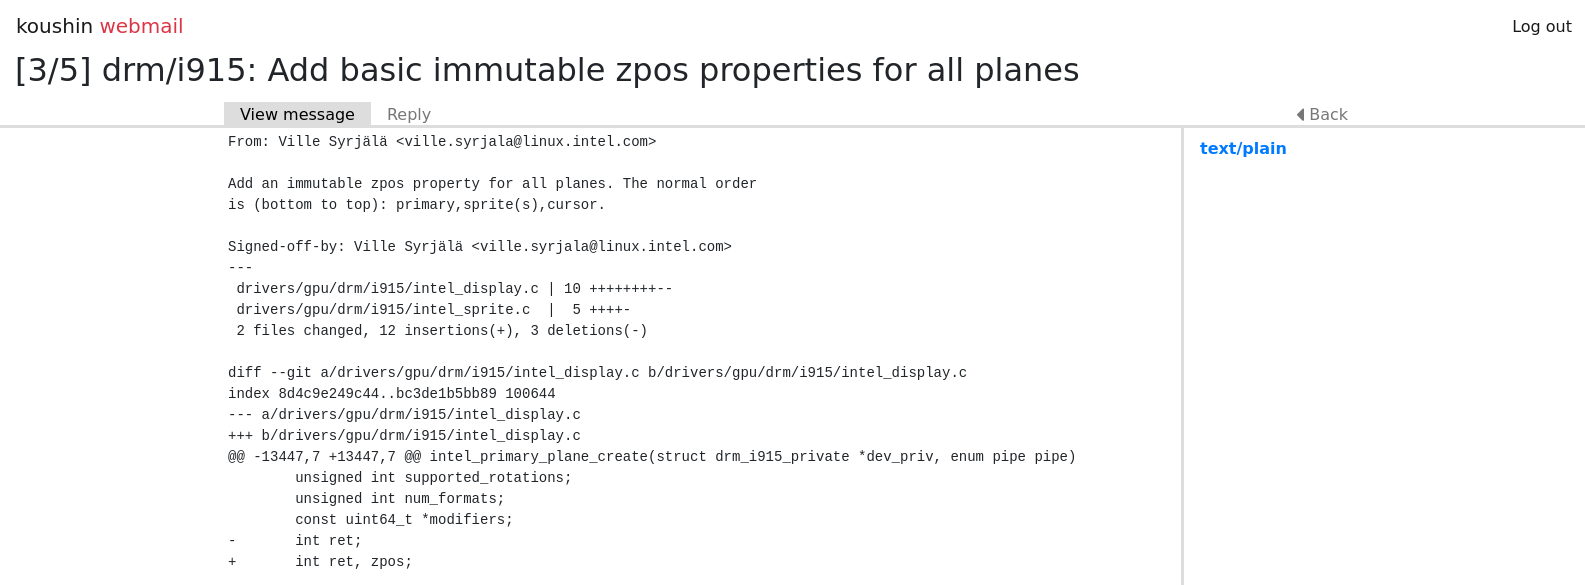 koushin webmail
Log out
[3/5] drm/i915: Add basic immutable zpos properties for all planes
View message
Reply
Back
From: Ville Syrjälä <ville.syrjala@linux.intel.com>
text/plain
Add an immutable zpos property for all planes. The normal order
is (bottom to top): primary,sprite(s),cursor.
Signed-off-by: Ville Syrjälä <ville.syrjala@linux.intel.com>
---
 drivers/gpu/drm/i915/intel_display.c | 10 ++++++++--
 drivers/gpu/drm/i915/intel_sprite.c  |  5 ++++-
 2 files changed, 12 insertions(+), 3 deletions(-)
diff --git a/drivers/gpu/drm/i915/intel_display.c b/drivers/gpu/drm/i915/intel_display.c
index 8d4c9e249c44..bc3de1b5bb89 100644
--- a/drivers/gpu/drm/i915/intel_display.c
+++ b/drivers/gpu/drm/i915/intel_display.c
@@ -13447,7 +13447,7 @@ intel_primary_plane_create(struct drm_i915_private *dev_priv, enum pipe pipe)
        unsigned int supported_rotations;
        unsigned int num_formats;
        const uint64_t *modifiers;
-       int ret;
+       int ret, zpos;